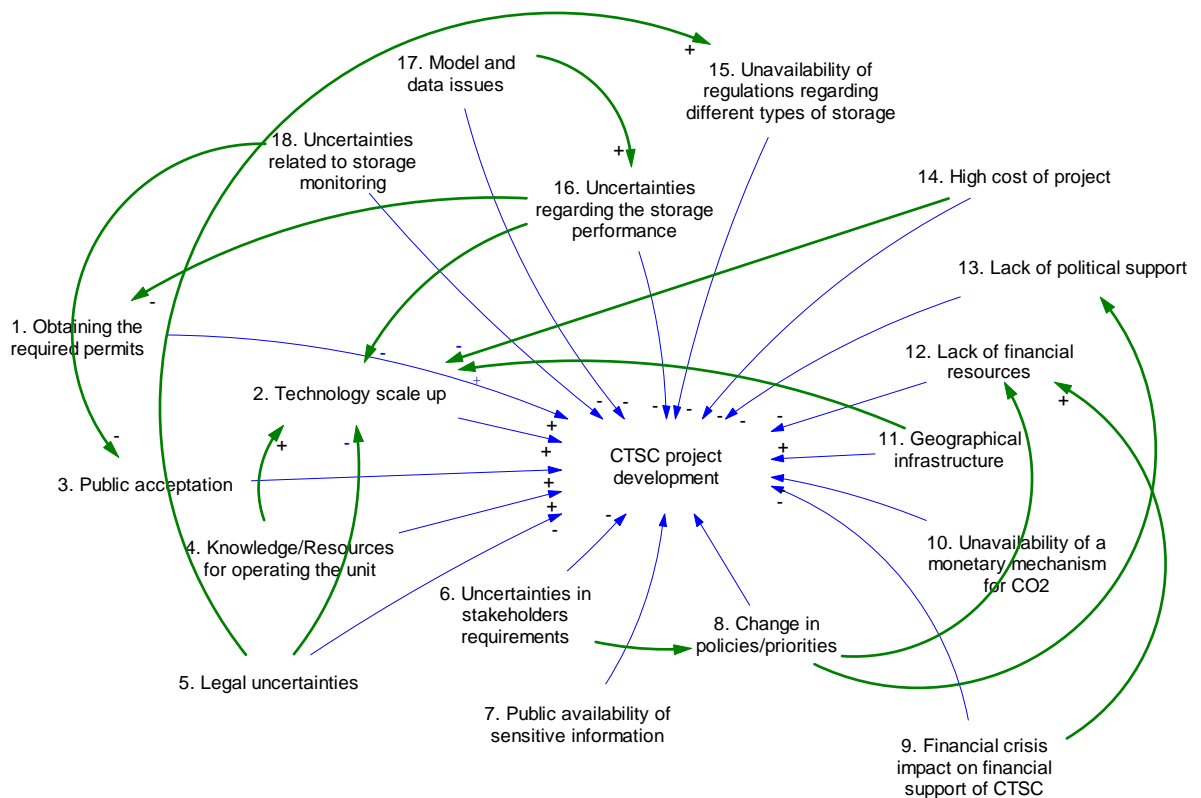 17. Model and
data issues
+
15. Unavailability of
regulations regarding
different types of storage
18. Uncertainties
related to storage
monitoring
+
16. Uncertainties
regarding the storage
performance
14. High cost of project
13. Lack of political support
-
1. Obtaining the
required permits
-
-
+
2. Technology scale up
12. Lack of financial
resources
+
-
-
-
-
-
-
-
+
+
-
+
-
3. Public acceptation
CTSC project
development
+
11. Geographical
infrastructure
+
+
-
-
-
4. Knowledge/Resources
for operating the unit
10. Unavailability of a
monetary mechanism
for CO2
6. Uncertainties in
stakeholders
requirements
8. Change in
policies/priorities
5. Legal uncertainties
7. Public availability of
sensitive information
9. Financial crisis
impact on financial
support of CTSC